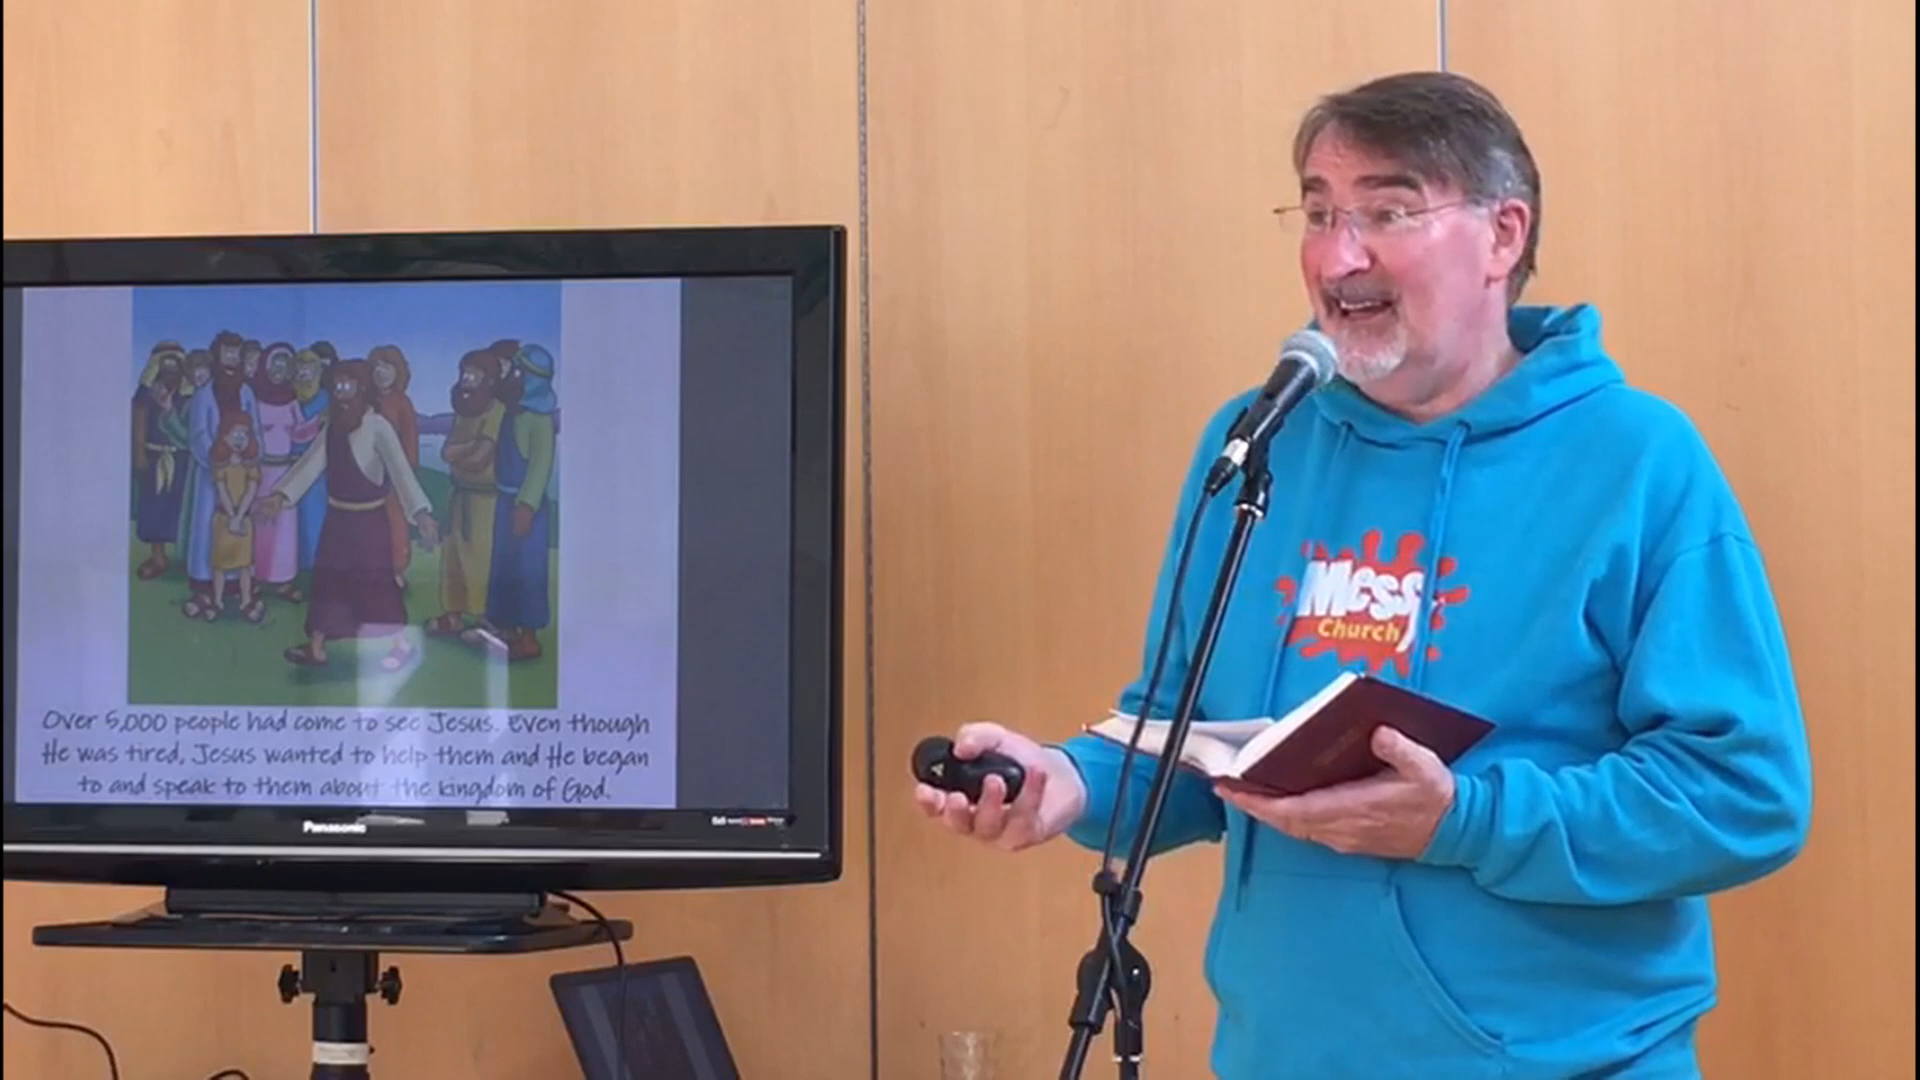 Over 5,000 people had come to see Jesus. Even though
He was tired, Jesus wanted to help them and He began
to and speak to them about the kingdom of God.
Panasonic
Messy
Church